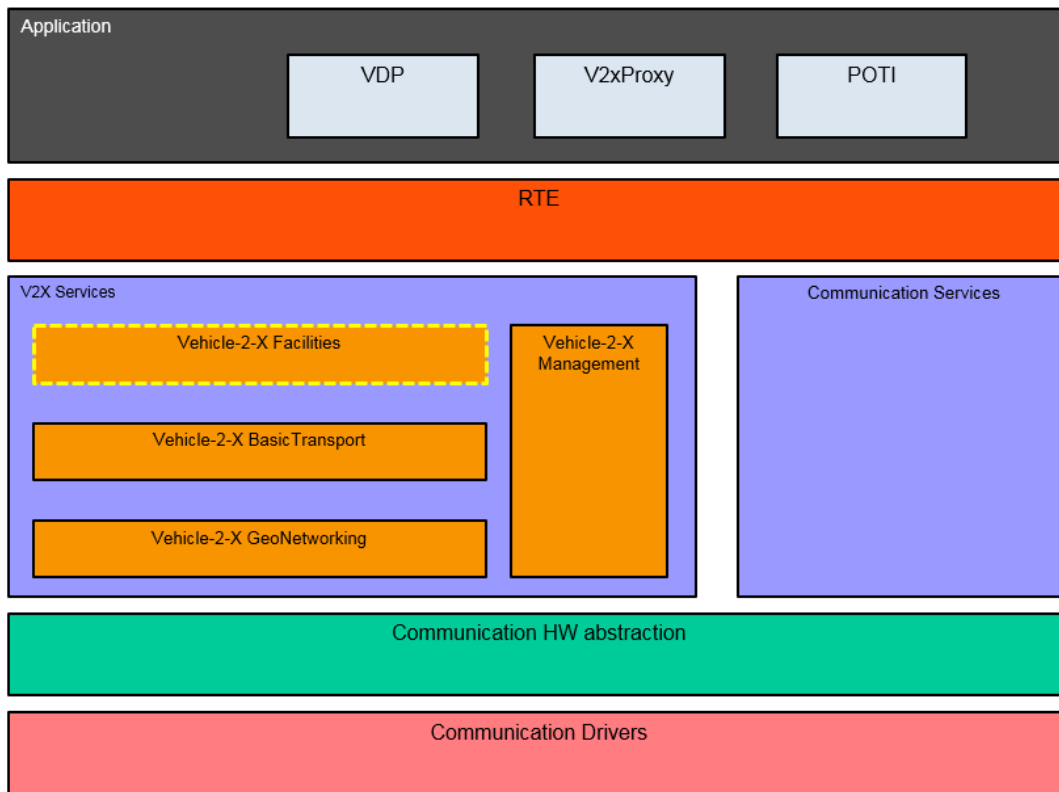 Application
VDP
V2xProxy
POTI
RTE
V2X Services
Communication Services
Vehicle-2-X Facilities
Vehicle-2-X
Management
Vehicle-2-X BasicTransport
Vehicle-2-X GeoNetworking
Communication HW abstraction
Communication Drivers